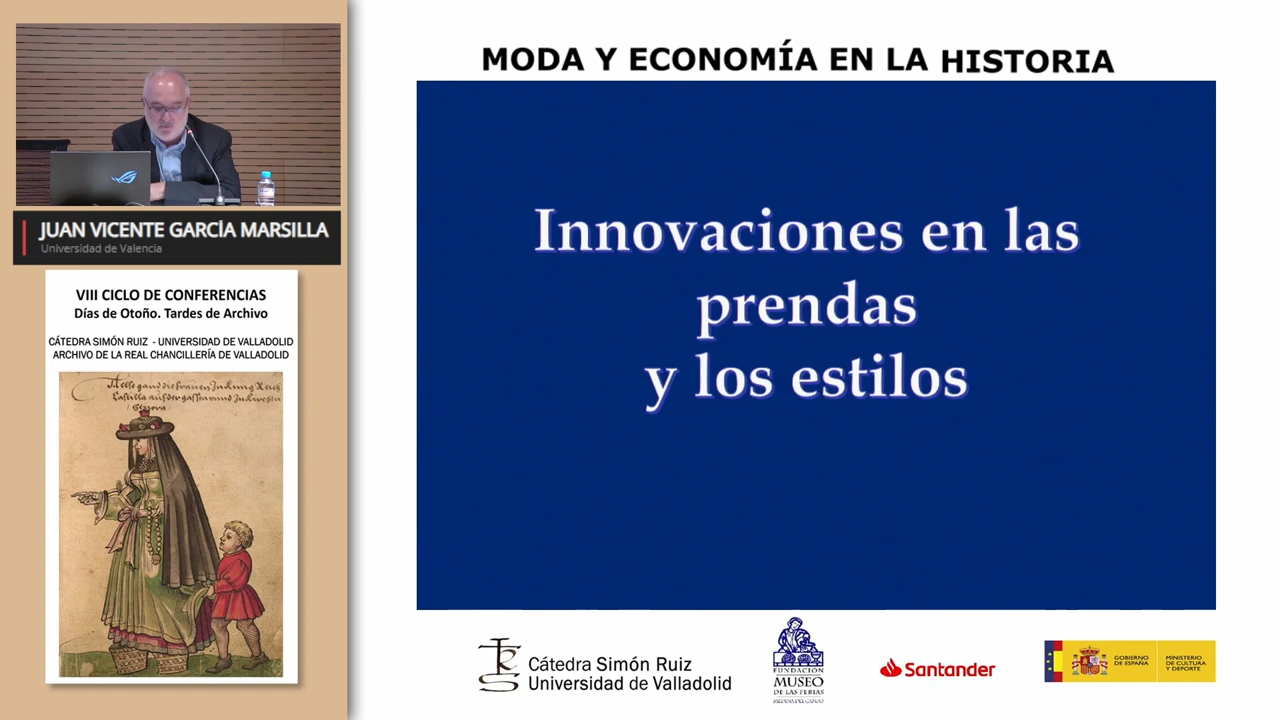 MODA Y ECONOMÍA EN LA HISTORIA
Innovaciones en las
prendas
y los estilos
JUAN VICENTE GARCÍA MARSILLA
Universidad de Valencia
VIII CICLO DE CONFERENCIAS
Días de Otoño. Tardes de Archivo
CÁTEDRA SIMÓN RUIZ - UNIVERSIDAD DE VALLADOLID
ARCHIVO DE LA REAL CHANCILLERÍA DE VALLADOLID
Cátedra Simón Ruiz
Universidad de Valladolid
FUNDACIÓN
MUSEO
DE LAS FERIAS
MEDINA DEL CAMPO
Santander
GOBIERNO
DE ESPAÑA
MINISTERIO
DE CULTURA
Y DEPORTE